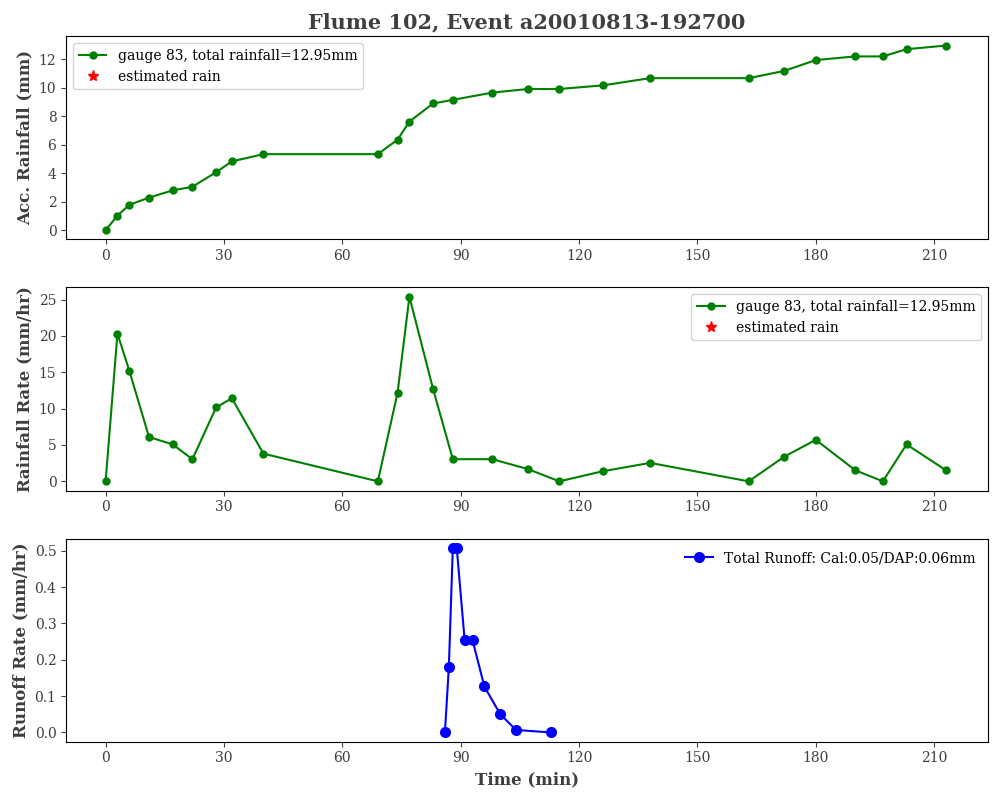 Flume 102, Event a20010813-192700
Acc. Rainfall (mm)
12
10
8
6
4
2
0
gauge 83, total rainfall=12.95mm
estimated rain
0 30 60 90 120 150 180 210
Rainfall Rate (mm/hr)
25
20
15
10
5
0
gauge 83, total rainfall=12.95mm
estimated rain
0 30 60 90 120 150 180 210
Runoff Rate (mm/hr)
0.5
0.4
0.3
0.2
0.1
0.0
Total Runoff: Cal:0.05/DAP:0.06mm
0 30 60 90 120 150 180 210
Time (min)